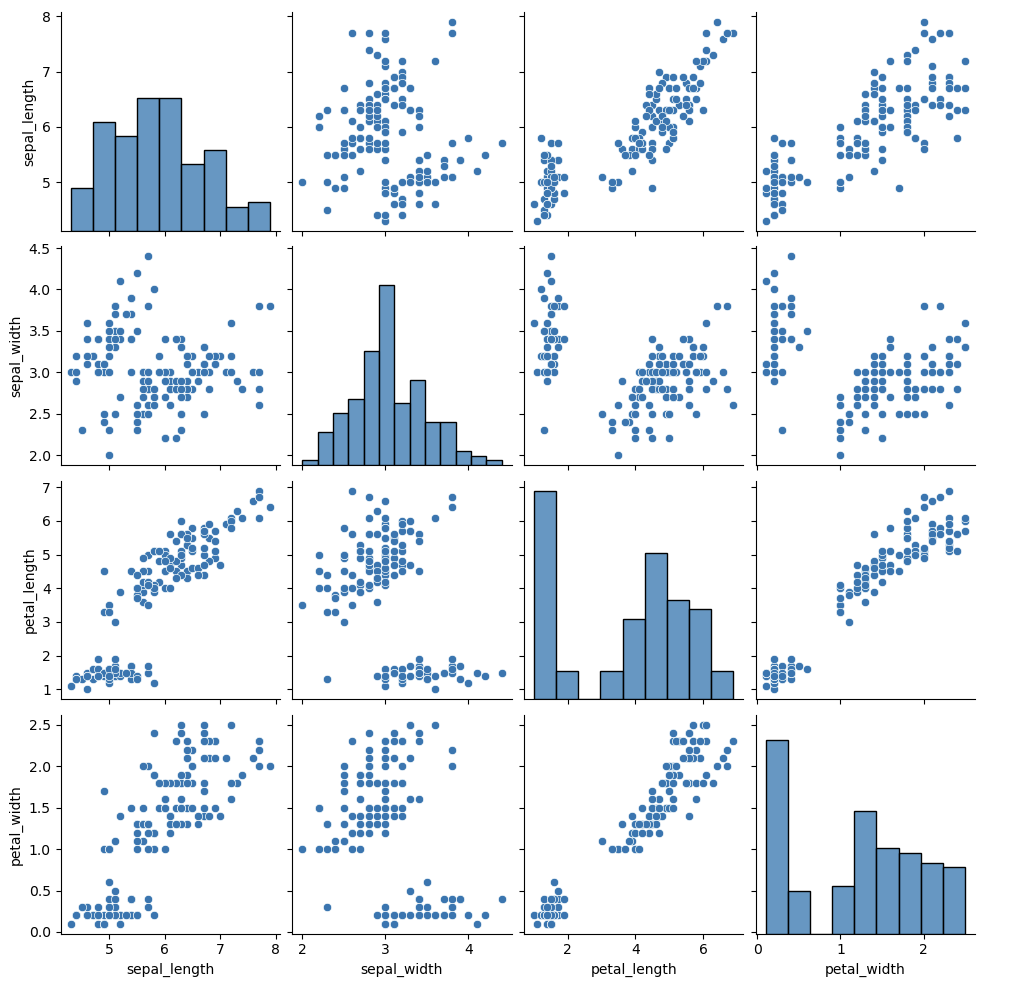 8
7
6
5
sepal_length
4.5
4.0
3.5
3.0
2.5
2.0
sepal_width
7
6
5
4
3
2
1
petal_length
2.5
2.0
1.5
1.0
0.5
0.0
petal_width
5 6 7 8
sepal_length
2 3 4
sepal_width
2 4 6
petal_length
0 1 2
petal_width